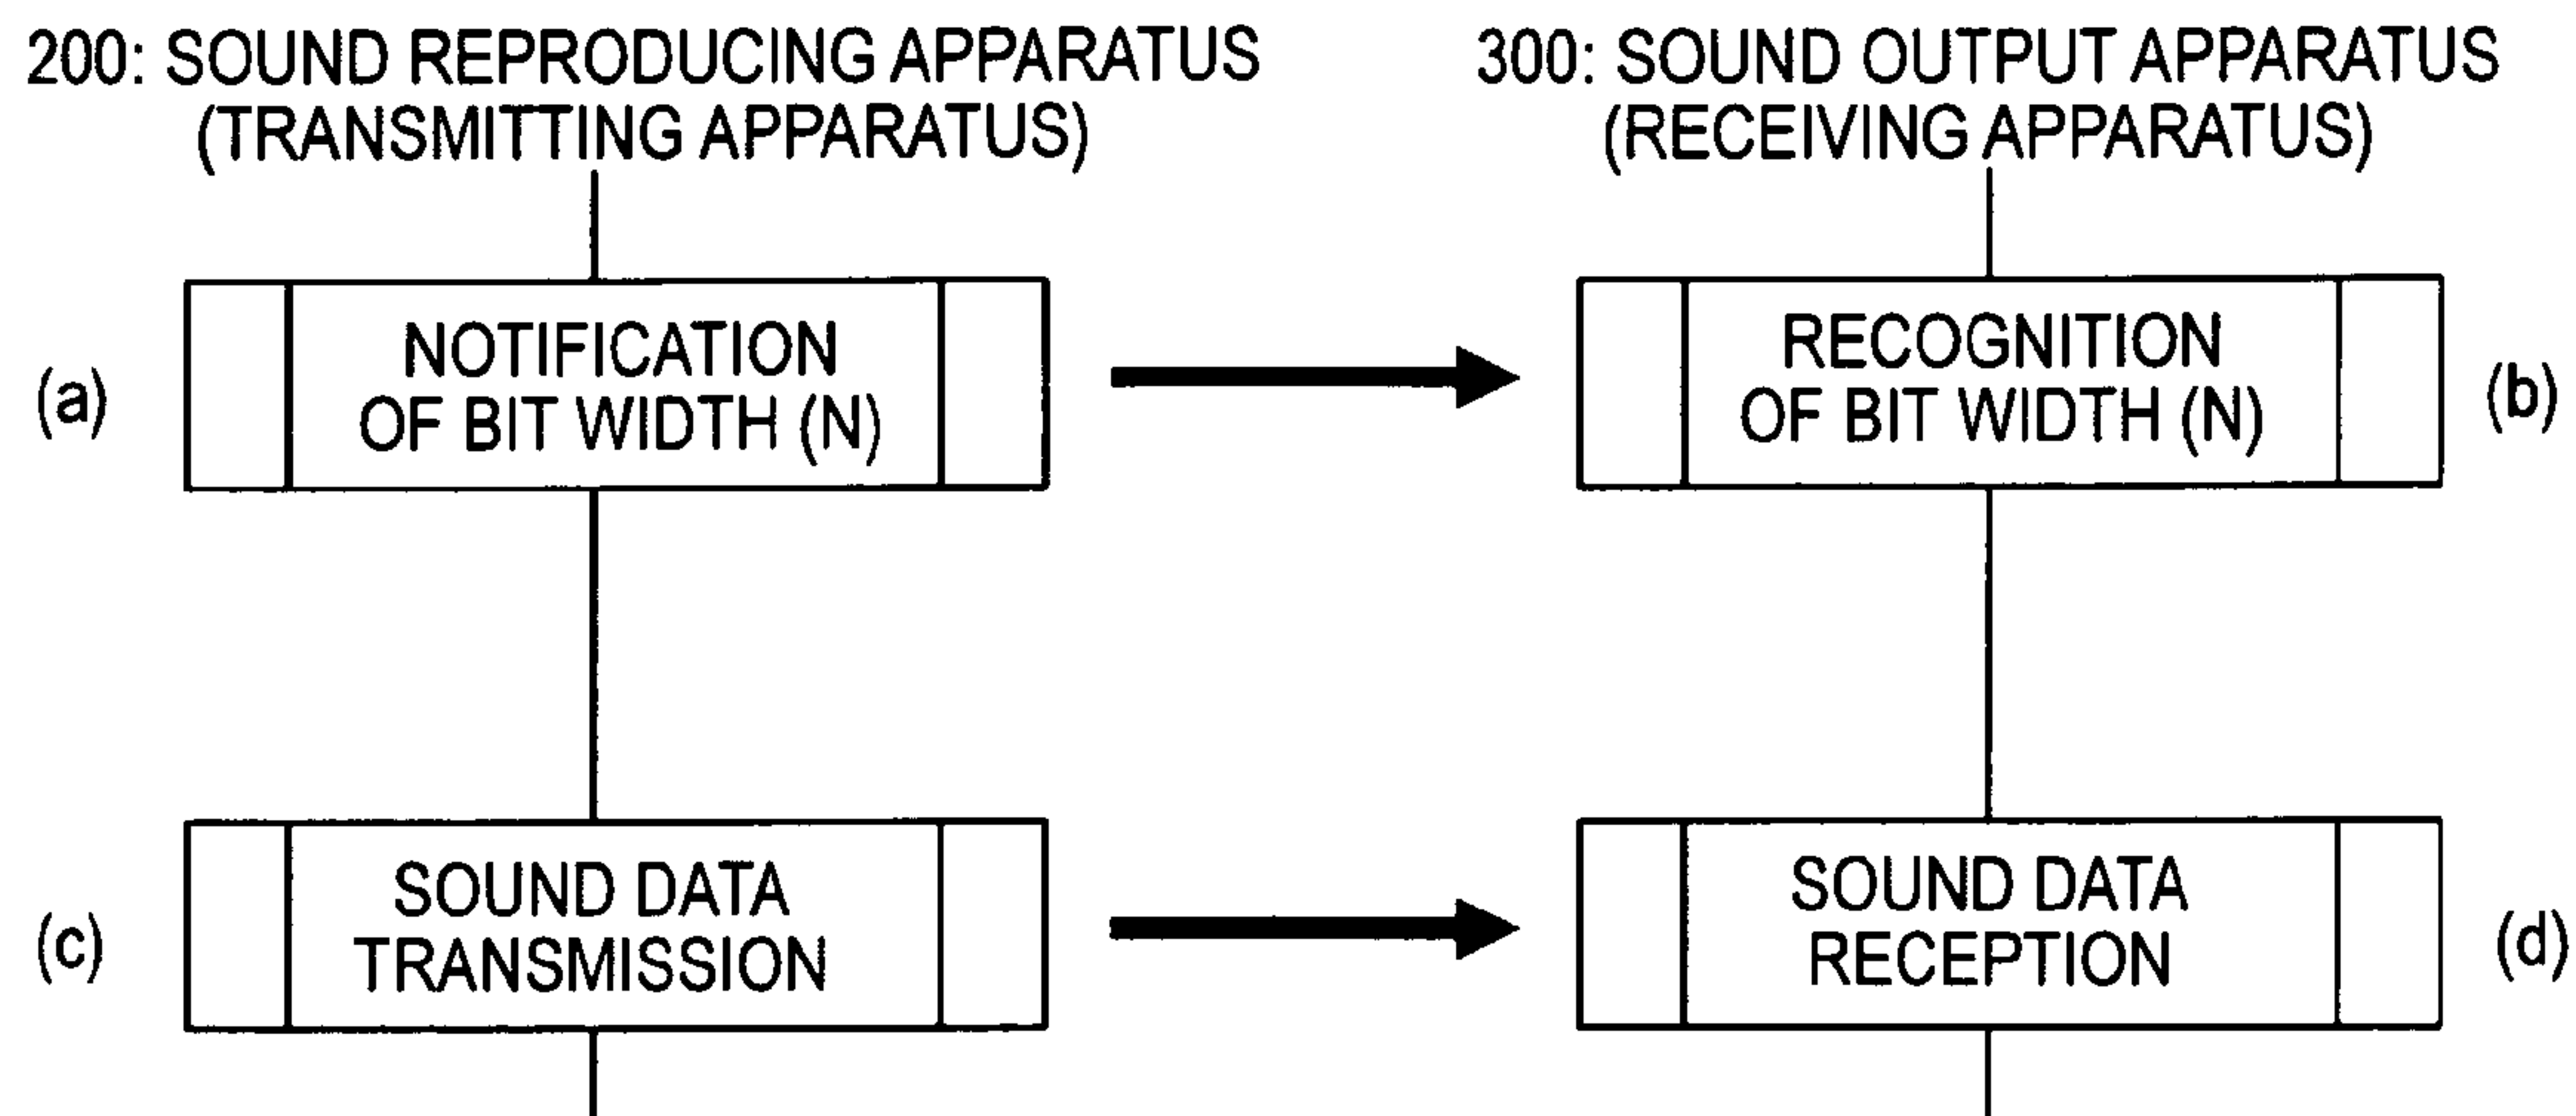 200: SOUND REPRODUCING APPARATUS
(TRANSMITTING APPARATUS)
300: SOUND OUTPUT APPARATUS
(RECEIVING APPARATUS)
(a)
NOTIFICATION
OF BIT WIDTH (N)
RECOGNITION
OF BIT WIDTH (N)
(b)
(c)
SOUND DATA
TRANSMISSION
SOUND DATA
RECEPTION
(d)